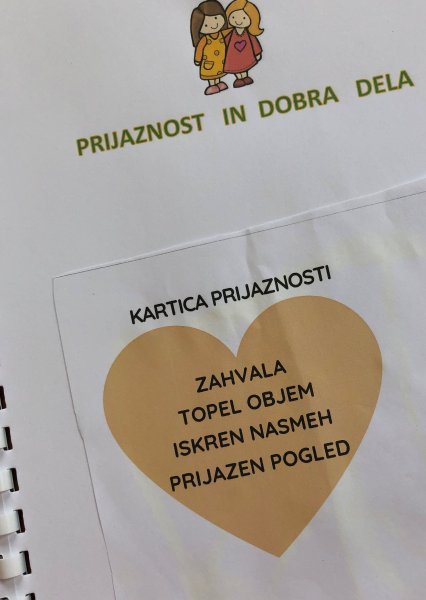 PRIJAZNOST IN DOBRA DELA
KARTICA PRIJAZNOSTI
ZAHVALA
TOPEL OBJEM
ISKREN NASMEH
PRIJAZEN POGLED